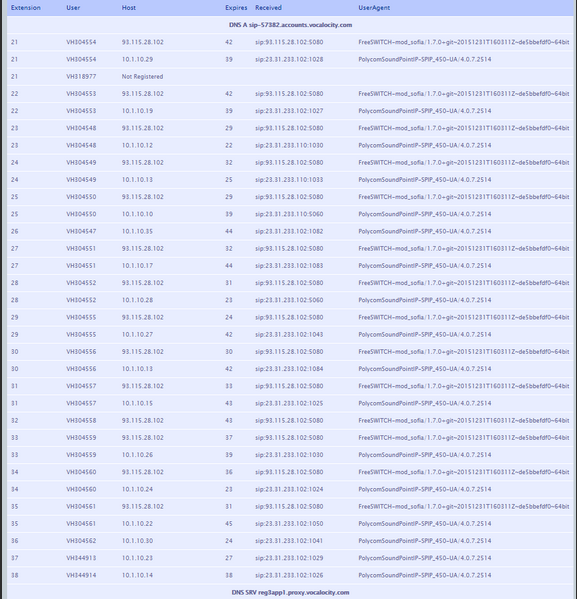 Extension User Host Expires Received UserAgent
DNS A sip-57382.accounts.vocalocity.com
21 VH304554 93.115.28.102 42 sip:93.115.28.102:5080 FreeSWITCH-mod_sofia/1.7.0+git~20151231T160311Z~de5bbefdf0~64bit
21 VH304554 10.1.10.29 39 sip:23.31.233.102:1028 PolycomSoundPointIP-SPIP_450-UA/4.0.7.2514
21 VH318977 Not Registered
22 VH304553 93.115.28.102 42 sip:93.115.28.102:5080 FreeSWITCH-mod_sofia/1.7.0+git~20151231T160311Z~de5bbefdf0~64bit
22 VH304553 10.1.10.19 39 sip:23.31.233.102:1027 PolycomSoundPointIP-SPIP_450-UA/4.0.7.2514
23 VH304548 93.115.28.102 29 sip:93.115.28.102:5080 FreeSWITCH-mod_sofia/1.7.0+git~20151231T160311Z~de5bbefdf0~64bit
23 VH304548 10.1.10.12 22 sip:23.31.233.110:1030 PolycomSoundPointIP-SPIP_450-UA/4.0.7.2514
24 VH304549 93.115.28.102 32 sip:93.115.28.102:5080 FreeSWITCH-mod_sofia/1.7.0+git~20151231T160311Z~de5bbefdf0~64bit
24 VH304549 10.1.10.13 25 sip:23.31.233.110:1033 PolycomSoundPointIP-SPIP_450-UA/4.0.7.2514
25 VH304550 93.115.28.102 29 sip:93.115.28.102:5080 FreeSWITCH-mod_sofia/1.7.0+git~20151231T160311Z~de5bbefdf0~64bit
25 VH304550 10.1.10.10 39 sip:23.31.233.110:5060 PolycomSoundPointIP-SPIP_450-UA/4.0.7.2514
26 VH304547 10.1.10.35 44 sip:23.31.233.102:1082 PolycomSoundPointIP-SPIP_450-UA/4.0.7.2514
27 VH304551 93.115.28.102 32 sip:93.115.28.102:5080 FreeSWITCH-mod_sofia/1.7.0+git~20151231T160311Z~de5bbefdf0~64bit
27 VH304551 10.1.10.17 44 sip:23.31.233.102:1083 PolycomSoundPointIP-SPIP_450-UA/4.0.7.2514
28 VH304552 93.115.28.102 31 sip:93.115.28.102:5080 FreeSWITCH-mod_sofia/1.7.0+git~20151231T160311Z~de5bbefdf0~64bit
28 VH304552 10.1.10.28 23 sip:23.31.233.102:5060 PolycomSoundPointIP-SPIP_450-UA/4.0.7.2514
29 VH304555 93.115.28.102 24 sip:93.115.28.102:5080 FreeSWITCH-mod_sofia/1.7.0+git~20151231T160311Z~de5bbefdf0~64bit
29 VH304555 10.1.10.27 42 sip:23.31.233.102:1043 PolycomSoundPointIP-SPIP_450-UA/4.0.7.2514
30 VH304556 93.115.28.102 30 sip:93.115.28.102:5080 FreeSWITCH-mod_sofia/1.7.0+git~20151231T160311Z~de5bbefdf0~64bit
30 VH304556 10.1.10.13 42 sip:23.31.233.102:1084 PolycomSoundPointIP-SPIP_450-UA/4.0.7.2514
31 VH304557 93.115.28.102 33 sip:93.115.28.102:5080 FreeSWITCH-mod_sofia/1.7.0+git~20151231T160311Z~de5bbefdf0~64bit
31 VH304557 10.1.10.15 43 sip:23.31.233.102:1025 PolycomSoundPointIP-SPIP_450-UA/4.0.7.2514
32 VH304558 93.115.28.102 43 sip:93.115.28.102:5080 FreeSWITCH-mod_sofia/1.7.0+git~20151231T160311Z~de5bbefdf0~64bit
33 VH304559 93.115.28.102 37 sip:93.115.28.102:5080 FreeSWITCH-mod_sofia/1.7.0+git~20151231T160311Z~de5bbefdf0~64bit
33 VH304559 10.1.10.26 39 sip:23.31.233.102:1030 PolycomSoundPointIP-SPIP_450-UA/4.0.7.2514
34 VH304560 93.115.28.102 36 sip:93.115.28.102:5080 FreeSWITCH-mod_sofia/1.7.0+git~20151231T160311Z~de5bbefdf0~64bit
34 VH304560 10.1.10.24 23 sip:23.31.233.102:1024 PolycomSoundPointIP-SPIP_450-UA/4.0.7.2514
35 VH304561 93.115.28.102 31 sip:93.115.28.102:5080 FreeSWITCH-mod_sofia/1.7.0+git~20151231T160311Z~de5bbefdf0~64bit
35 VH304561 10.1.10.22 45 sip:23.31.233.102:1050 PolycomSoundPointIP-SPIP_450-UA/4.0.7.2514
36 VH304562 10.1.10.30 24 sip:23.31.233.102:1041 PolycomSoundPointIP-SPIP_450-UA/4.0.7.2514
37 VH344913 10.1.10.23 27 sip:23.31.233.102:1029 PolycomSoundPointIP-SPIP_450-UA/4.0.7.2514
38 VH344914 10.1.10.14 38 sip:23.31.233.102:1026 PolycomSoundPointIP-SPIP_450-UA/4.0.7.2514
DNS SRV reg3app1.proxy.vocalocity.com